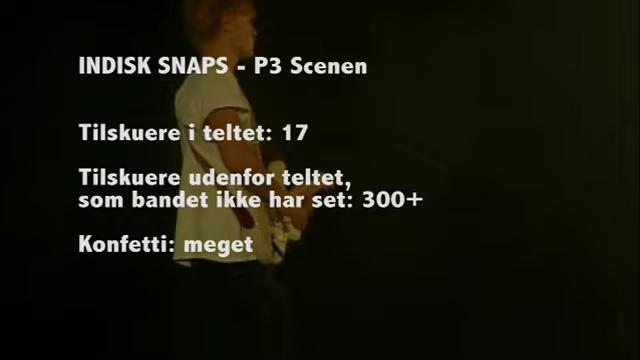 INDISK SNAPS - P3 Scenen
Tilskuere i teltet: 17
Tilskuere udenfor teltet,
som bandet ikke har set: 300+
Konfetti: meget